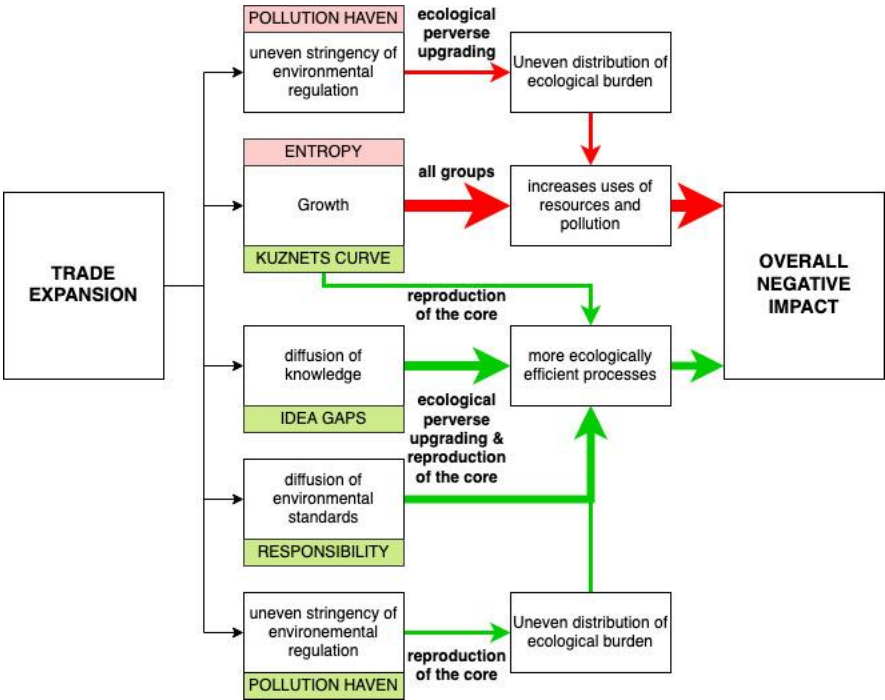 POLLUTION HAVEN
uneven stringency of
environmental
regulation
ecological
perverse
upgrading
Uneven distribution of
ecological burden
ENTROPY
Growth
KUZNETS CURVE
all groups
increases uses of
resources and
pollution
TRADE
EXPANSION
OVERALL
NEGATIVE
IMPACT
reproduction
of the core
diffusion of
knowledge
IDEA GAPS
more ecologically
efficient processes
ecological
perverse
upgrading &
reproduction
of the core
diffusion of
environmental
standards
RESPONSIBILITY
uneven stringency of
environemental
regulation
POLLUTION HAVEN
reproduction
of the core
Uneven distribution of
ecological burden